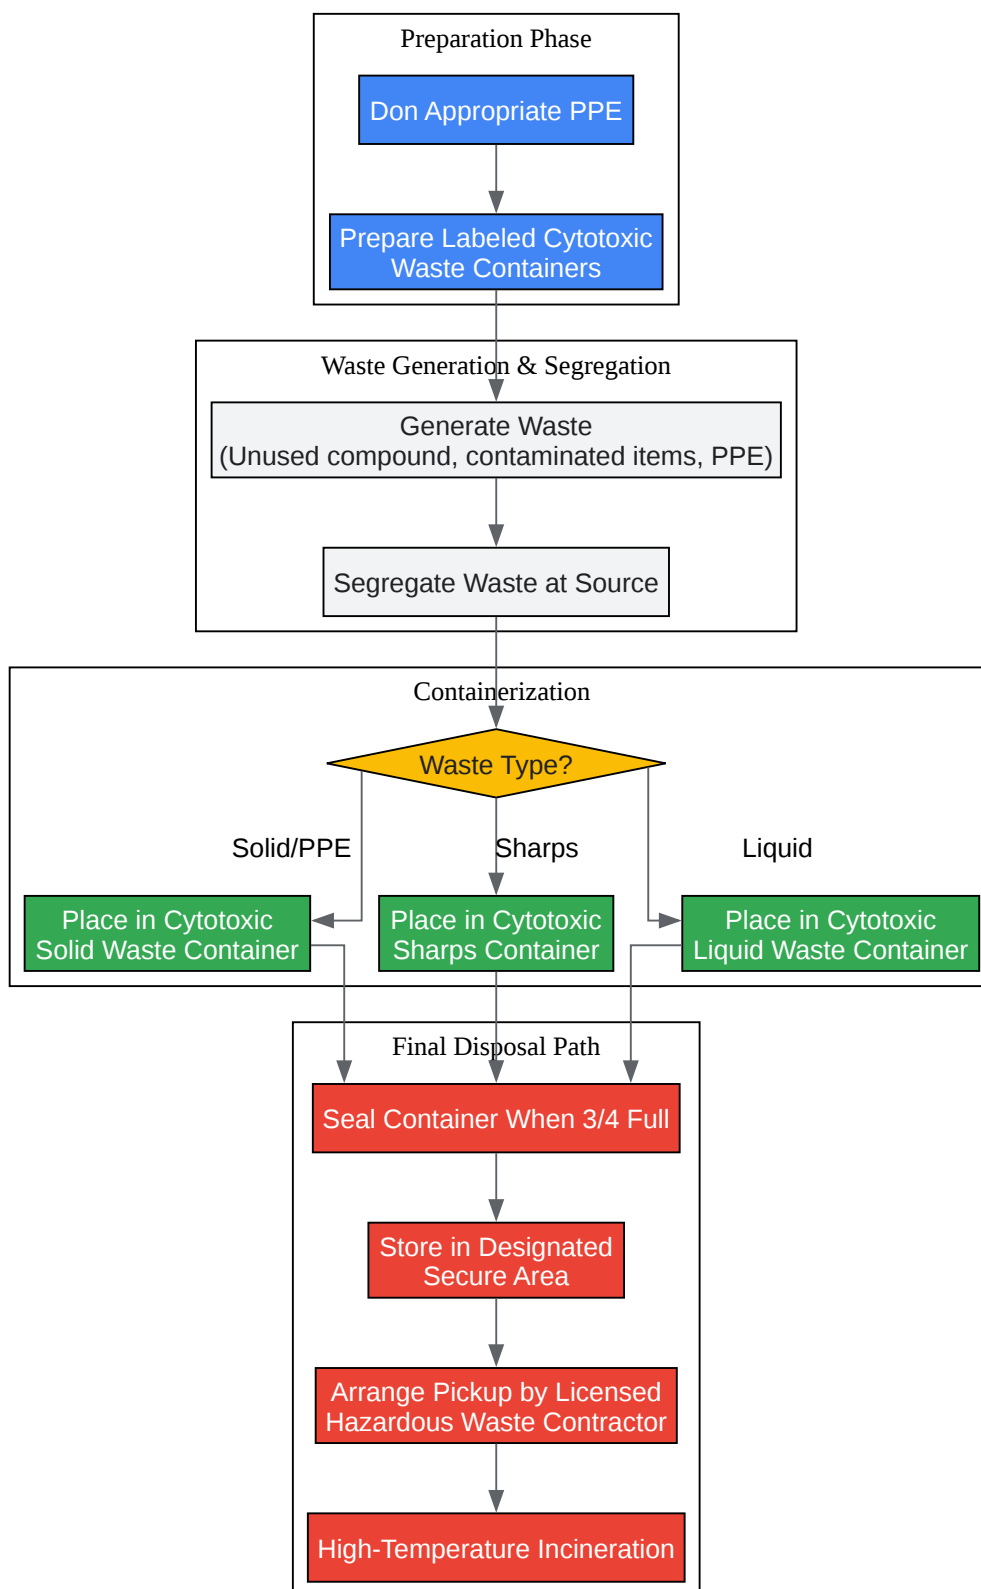 Preparation Phase
Don Appropriate PPE
Prepare Labeled Cytotoxic
Waste Containers
Waste Generation & Segregation
Generate Waste
(Unused compound, contaminated items, PPE)
Segregate Waste at Source
Containerization
Waste Type?
Solid/PPE
Sharps
Liquid
Place in Cytotoxic
Solid Waste Container
Place in Cytotoxic
Sharps Container
Place in Cytotoxic
Liquid Waste Container
Final Disposal Path
Seal Container When 3/4 Full
Store in Designated
Secure Area
Arrange Pickup by Licensed
Hazardous Waste Contractor
High-Temperature Incineration